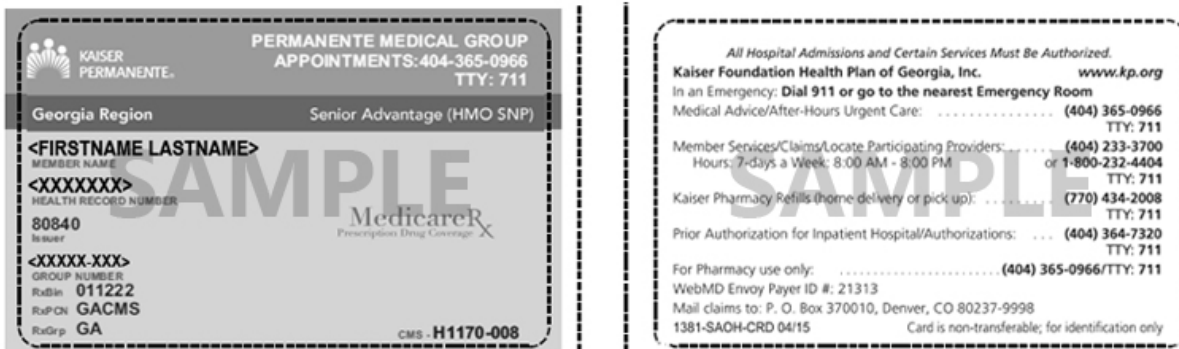 KAISER
PERMANENTE®
PERMANENTE MEDICAL GROUP
APPOINTMENTS:404-365-0966
TTY: 711
Georgia Region Senior Advantage (HMO SNP)
<FIRSTNAME LASTNAME>
MEMBER NAME
<XXXXXXX>
HEALTH RECORD NUMBER
SAMPLE
80840
Issuer
MedicareRx
Prescription Drug Coverage
<XXXXX-XXX>
GROUP NUMBER
RxBin 011222
RxPCN GACMS
RxGrp GA
CMS - H1170-008
All Hospital Admissions and Certain Services Must Be Authorized.
Kaiser Foundation Health Plan of Georgia, Inc. www.kp.org
In an Emergency: Dial 911 or go to the nearest Emergency Room
Medical Advice/After-Hours Urgent Care: . . . . . . . . . . . . . . . (404) 365-0966
TTY: 711
Member Services/Claims/Locate Participating Providers: . . . . . . (404) 233-3700
Hours: 7-days a Week: 8:00 AM - 8:00 PM or 1-800-232-4404
TTY: 711
SAMPLE
Kaiser Pharmacy Refills (home delivery or pick up): . . . . . . . . (770) 434-2008
TTY: 711
Prior Authorization for Inpatient Hospital/Authorizations: . . . (404) 364-7320
TTY: 711
For Pharmacy use only: . . . . . . . . . . . . . . . . . . . . (404) 365-0966/TTY: 711
WebMD Envoy Payer ID #: 21313
Mail claims to: P. O. Box 370010, Denver, CO 80237-9998
1381-SAOH-CRD 04/15 Card is non-transferable; for identification only